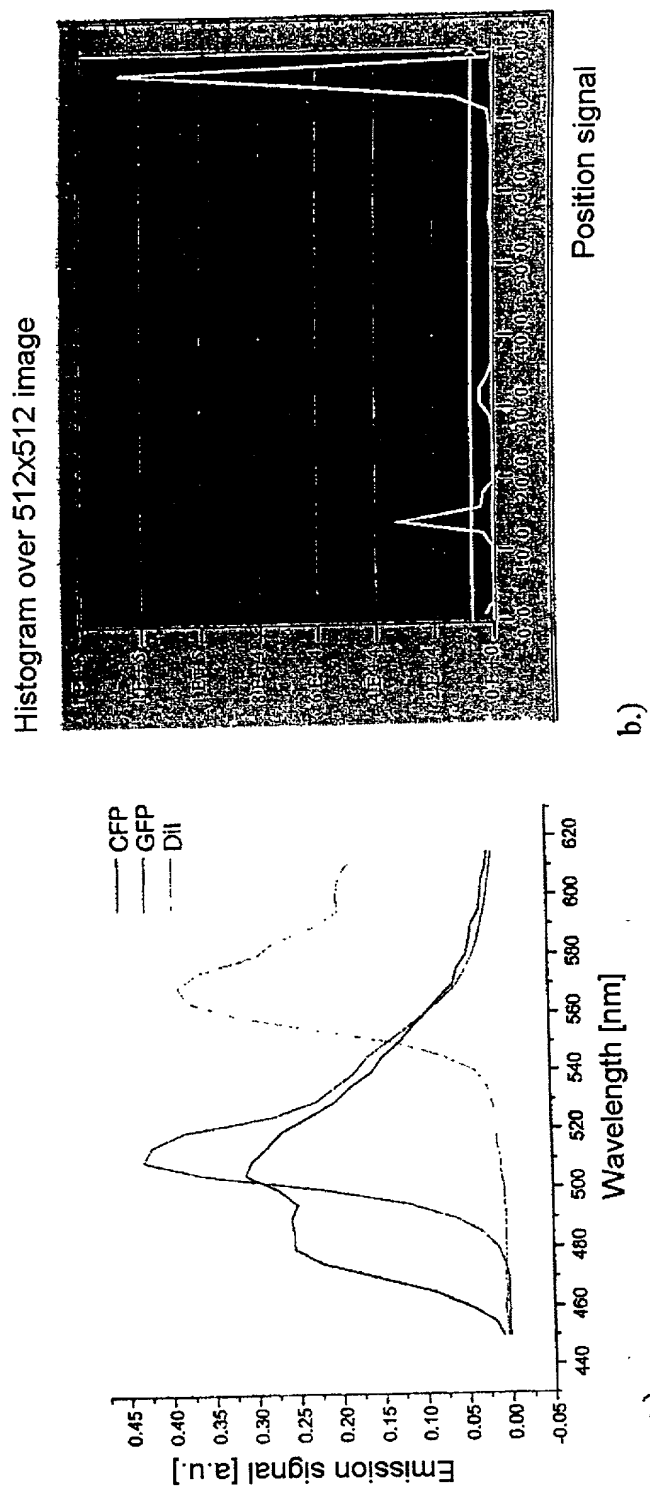 CFP
GFP
DiI
Emission signal [a.u.]
0.45
0.40
0.35
0.30
0.25
0.20
0.15
0.10
0.05
0.00
-0.05
440 460 480 500 520 540 560 580 600 620
Wavelength [nm]
Histogram over 512x512 image
Position signal
b.)